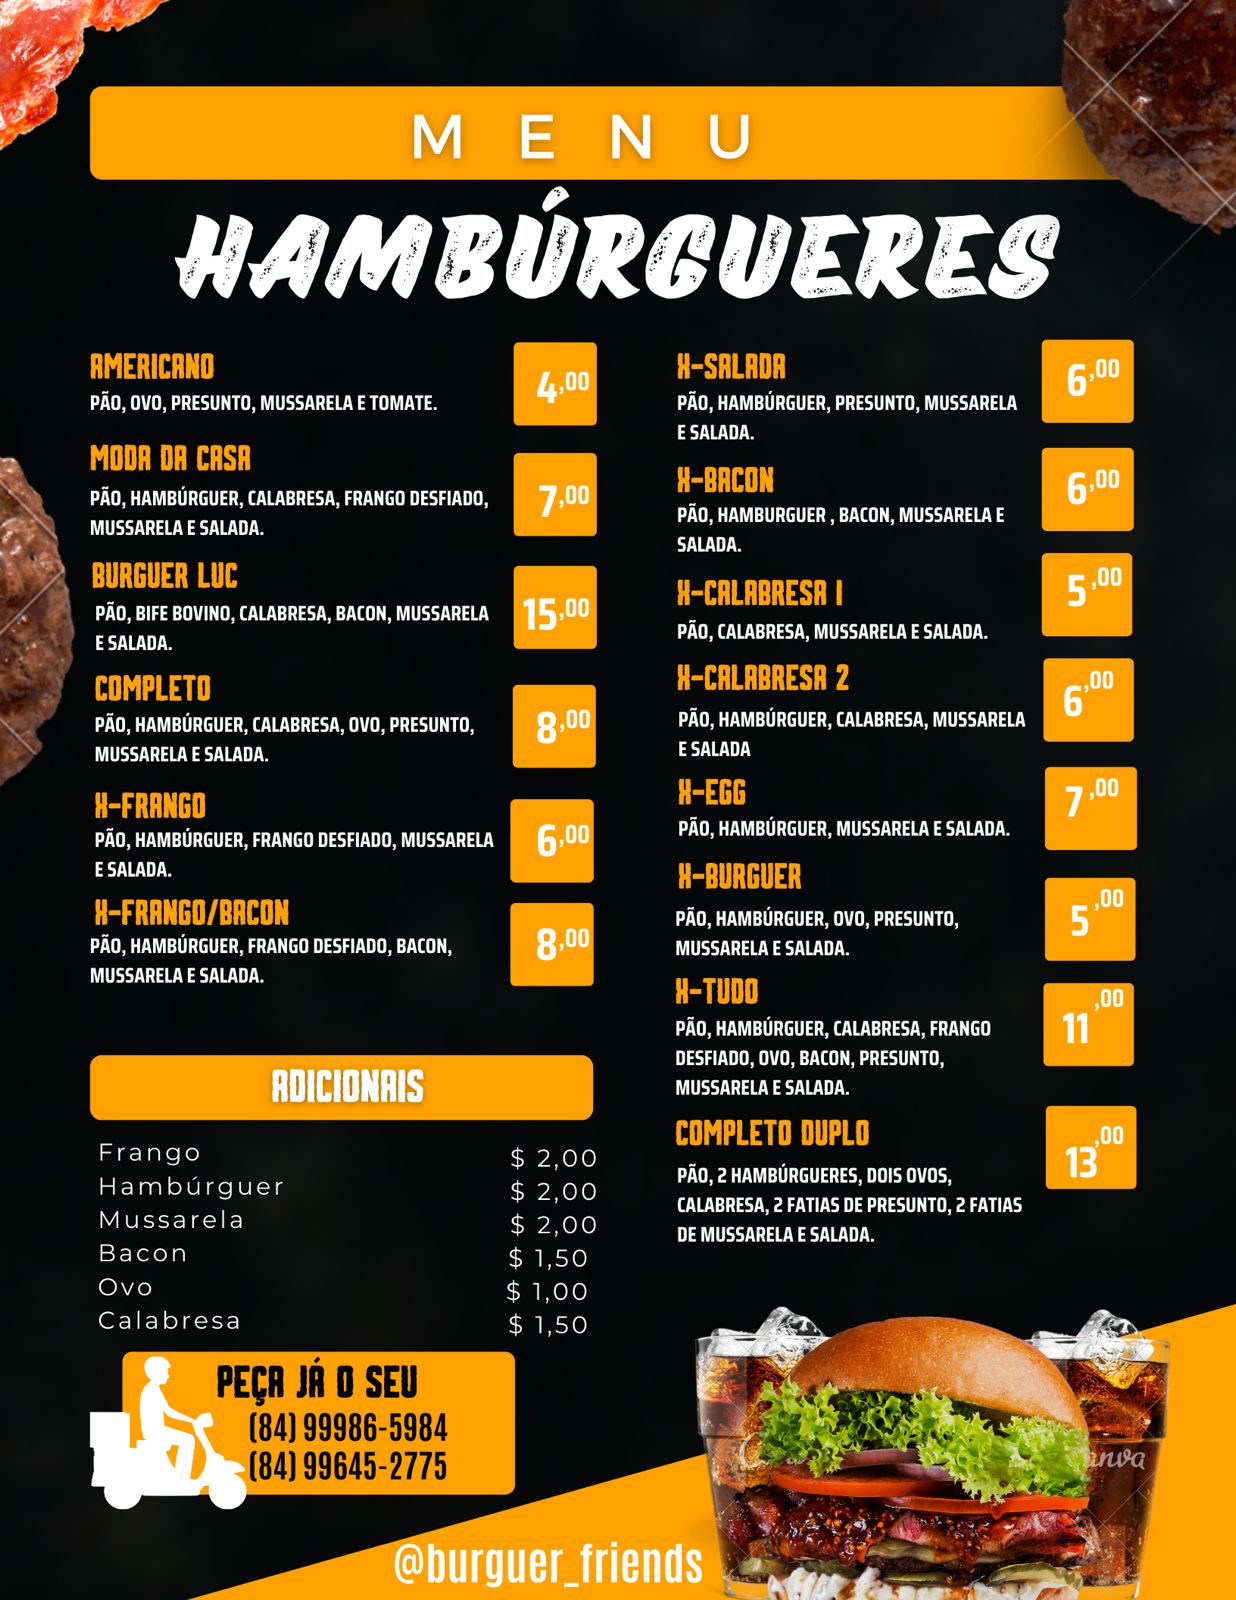 MENU
HAMBÚRGUERES
AMERICANO
4,00
PÃO, OVO, PRESUNTO, MUSSARELA E TOMATE.
MODA DA CASA
7,00
PÃO, HAMBÚRGUER, CALABRESA, FRANGO DESFIADO,
MUSSARELA E SALADA.
BURGUER LUC
15,00
PÃO, BIFE BOVINO, CALABRESA, BACON, MUSSARELA
E SALADA.
COMPLETO
8,00
PÃO, HAMBÚRGUER, CALABRESA, OVO, PRESUNTO,
MUSSARELA E SALADA.
X-FRANGO
6,00
PÃO, HAMBÚRGUER, FRANGO DESFIADO, MUSSARELA
E SALADA.
X-FRANGO/BACON
8,00
PÃO, HAMBÚRGUER, FRANGO DESFIADO, BACON,
MUSSARELA E SALADA.
ADICIONAIS
Frango $ 2,00
Hambúrguer $ 2,00
Mussarela $ 2,00
Bacon $ 1,50
Ovo $ 1,00
Calabresa $ 1,50
PEÇA JÁ O SEU
(84) 99986-5984
(84) 99645-2775
X-SALADA
6,00
PÃO, HAMBÚRGUER, PRESUNTO, MUSSARELA
E SALADA.
X-BACON
6,00
PÃO, HAMBURGUER , BACON, MUSSARELA E
SALADA.
X-CALABRESA 1
5,00
PÃO, CALABRESA, MUSSARELA E SALADA.
X-CALABRESA 2
6,00
PÃO, HAMBÚRGUER, CALABRESA, MUSSARELA
E SALADA
X-EGG
7,00
PÃO, HAMBÚRGUER, MUSSARELA E SALADA.
X-BURGUER
5,00
PÃO, HAMBÚRGUER, OVO, PRESUNTO,
MUSSARELA E SALADA.
X-TUDO
11,00
PÃO, HAMBÚRGUER, CALABRESA, FRANGO
DESFIADO, OVO, BACON, PRESUNTO,
MUSSARELA E SALADA.
COMPLETO DUPLO
13,00
PÃO, 2 HAMBÚRGUERES, DOIS OVOS,
CALABRESA, 2 FATIAS DE PRESUNTO, 2 FATIAS
DE MUSSARELA E SALADA.
@burguer_friends